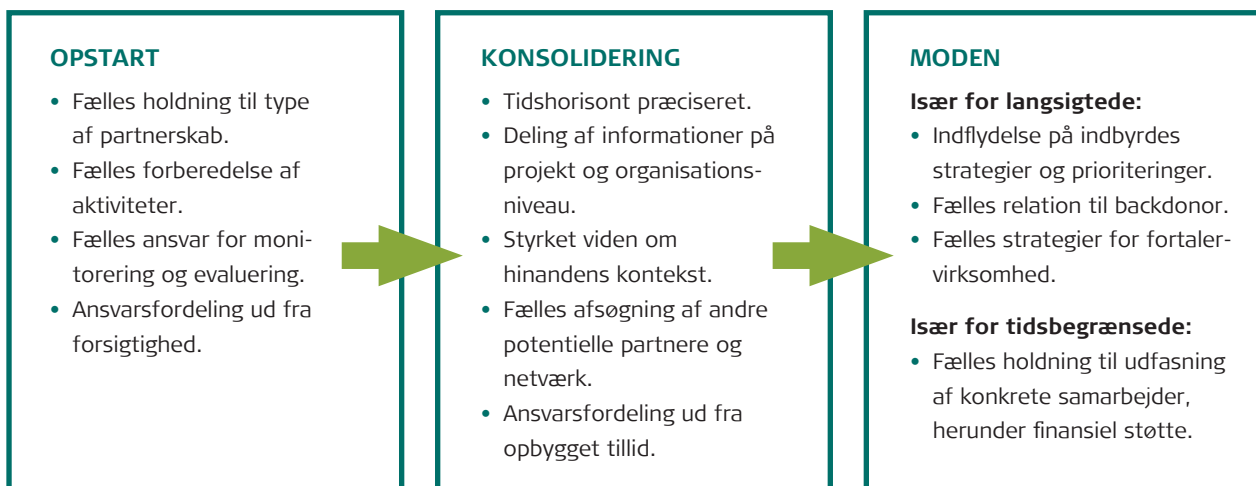 OPSTART
• Fælles holdning til type
af partnerskab.
• Fælles forberedelse af
aktiviteter.
• Fælles ansvar for moni-
torering og evaluering.
• Ansvarsfordeling ud fra
forsigtighed.
KONSOLIDERING
• Tidshorisont præciseret.
• Deling af informationer på
projekt og organisations-
niveau.
• Styrket viden om
hinandens kontekst.
• Fælles afsøgning af andre
potentielle partnere og
netværk.
• Ansvarsfordeling ud fra
opbygget tillid.
MODEN
Især for langsigtede:
• Indflydelse på indbyrdes
strategier og prioriteringer.
• Fælles relation til backdonor.
• Fælles strategier for fortaler-
virksomhed.
Især for tidsbegrænsede:
• Fælles holdning til udfasning
af konkrete samarbejder,
herunder finansiel støtte.